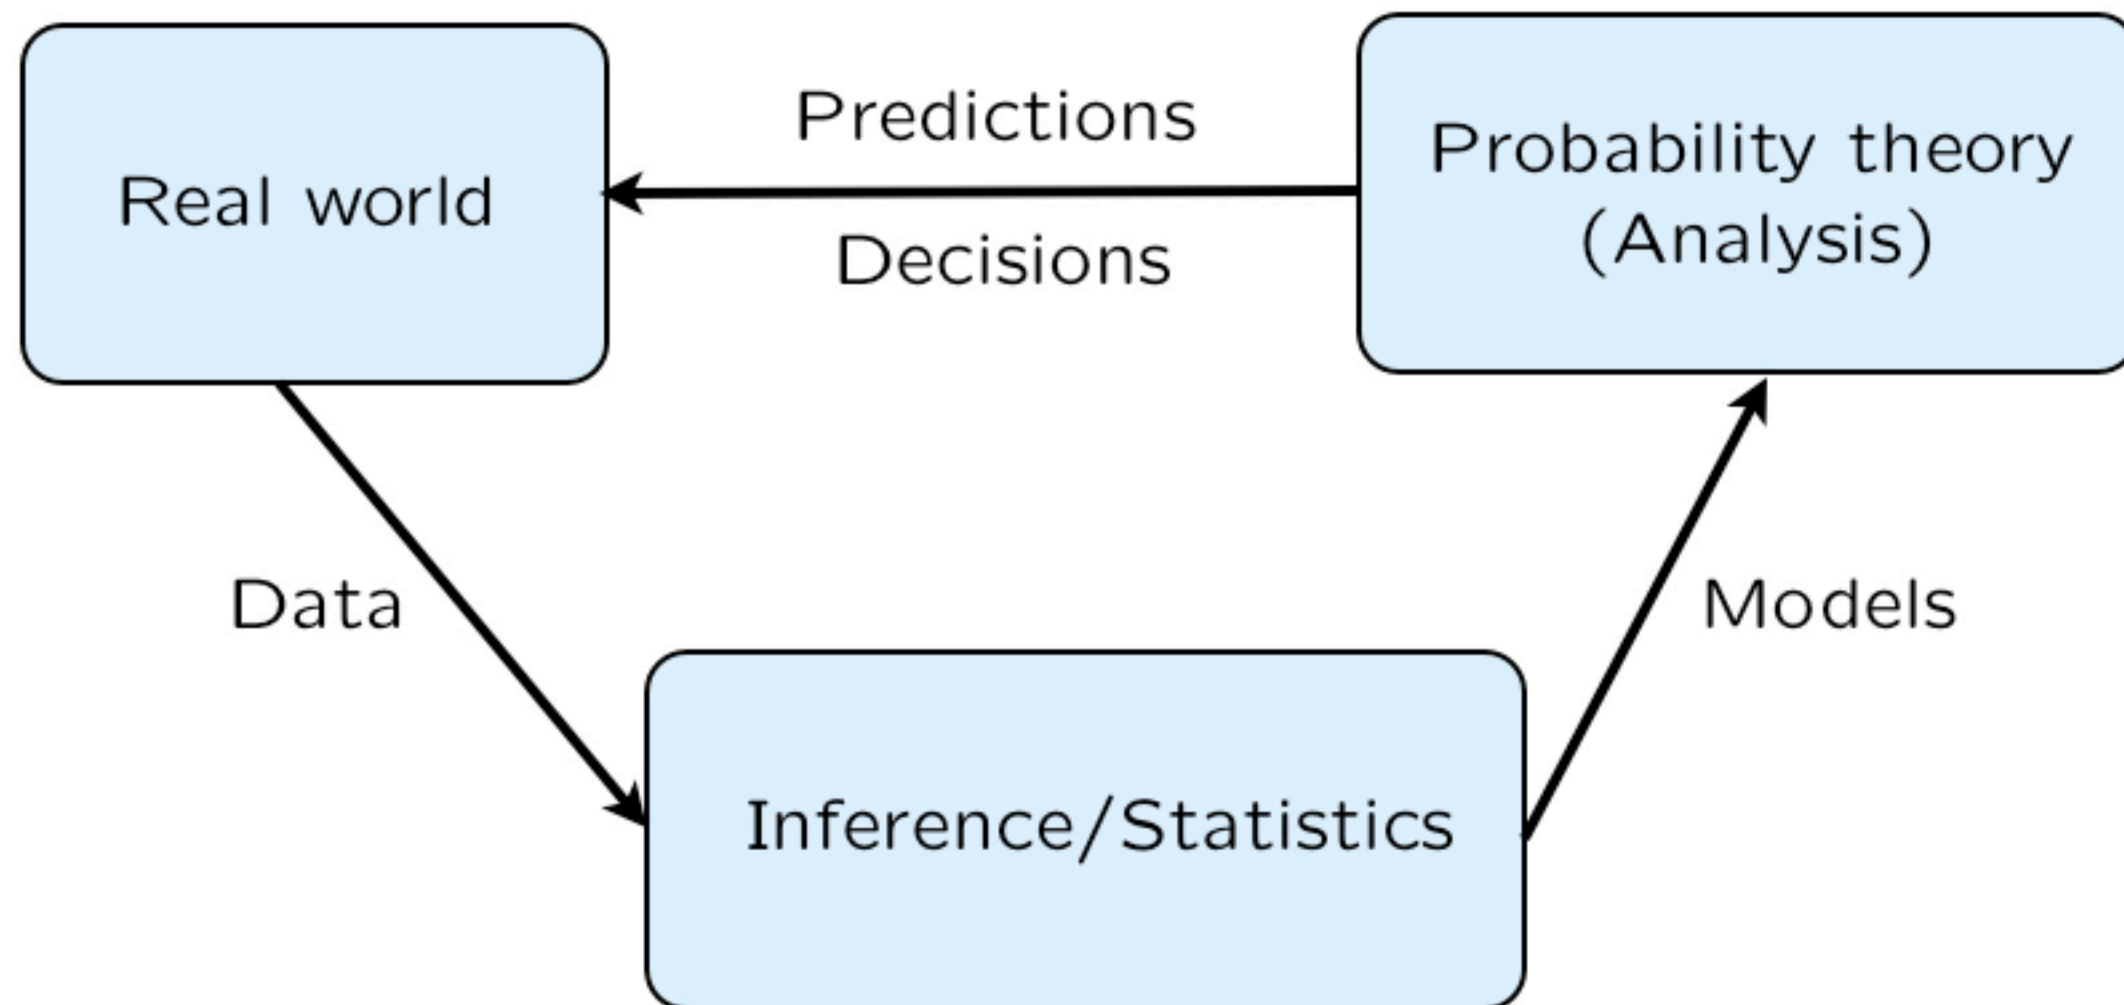 Real world
Predictions
Decisions
Probability theory
(Analysis)
Data
Models
Inference/Statistics